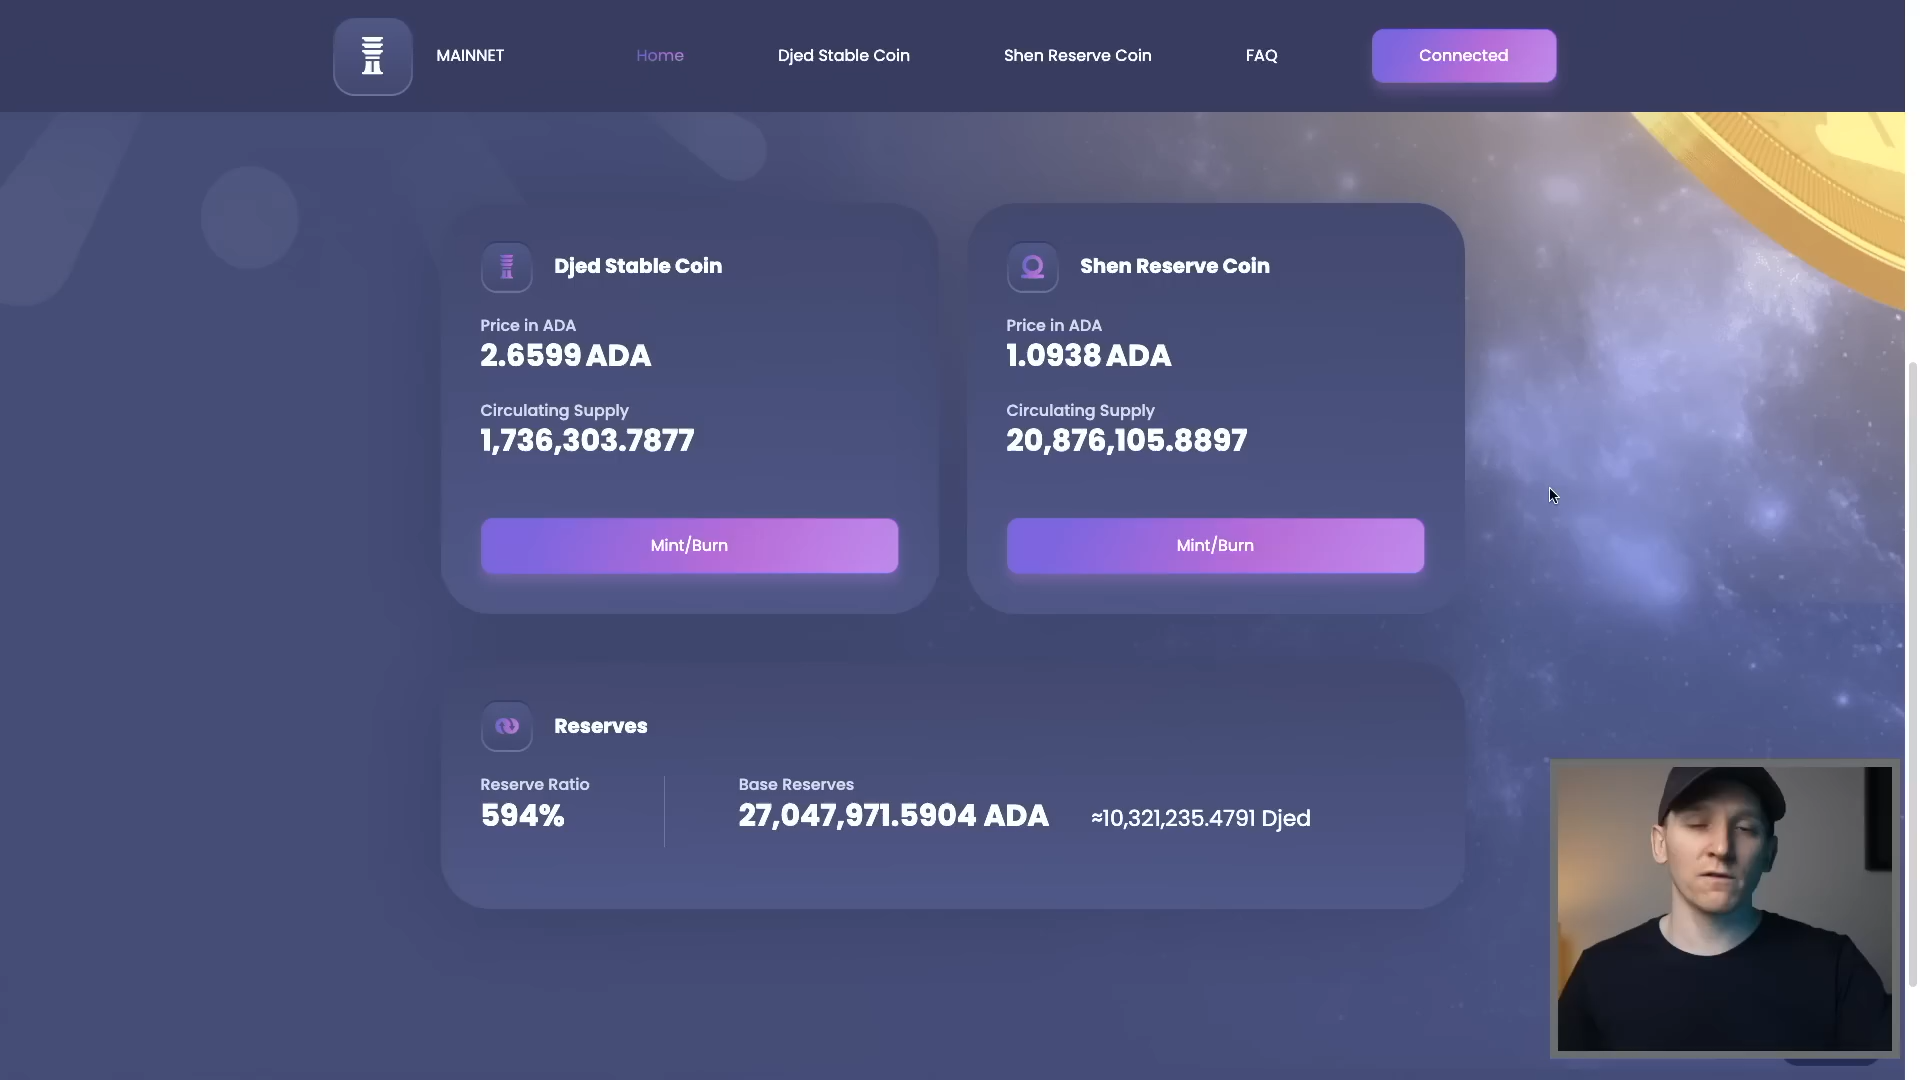 MAINNET
Home
Djed Stable Coin
Shen Reserve Coin
FAQ
Connected
Djed Stable Coin
Price in ADA
2.6599 ADA
Circulating Supply
1,736,303.7877
Mint/Burn
Shen Reserve Coin
Price in ADA
1.0938 ADA
Circulating Supply
20,876,105.8897
Mint/Burn
Reserves
Reserve Ratio
594%
Base Reserves
27,047,971.5904 ADA
≈10,321,235.4791 Djed